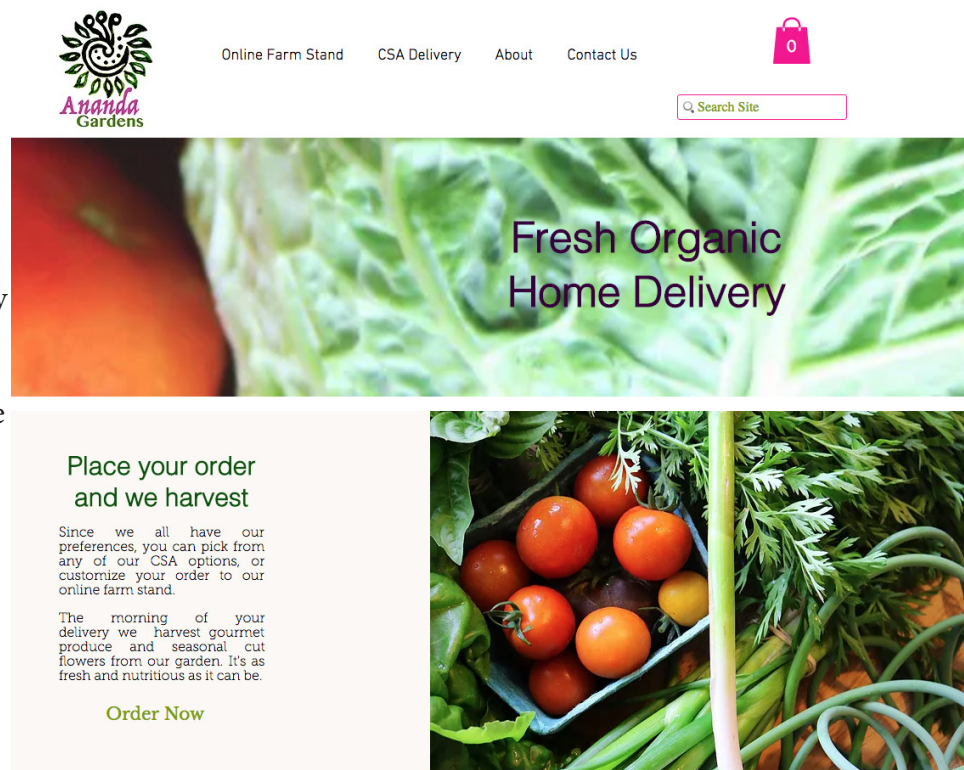 Ananda
Gardens
Online Farm Stand CSA Delivery About Contact Us
0
Search Site
Fresh Organic
Home Delivery
y
e
Place your order
and we harvest
Since we all have our
preferences, you can pick from
any of our CSA options, or
customize your order to our
online farm stand.
The morning of your
delivery we harvest gourmet
produce and seasonal cut
flowers from our garden. It's as
fresh and nutritious as it can be.
Order Now